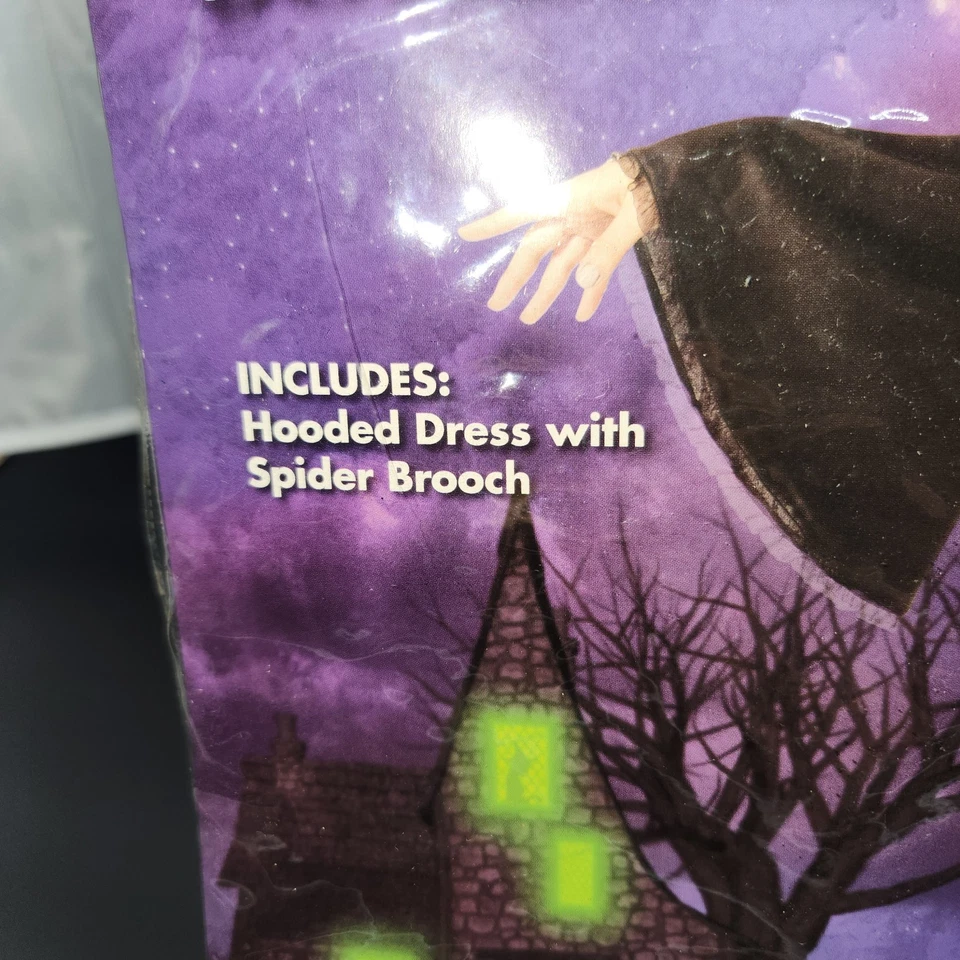 INCLUDES:
Hooded Dress with
Spider Brooch